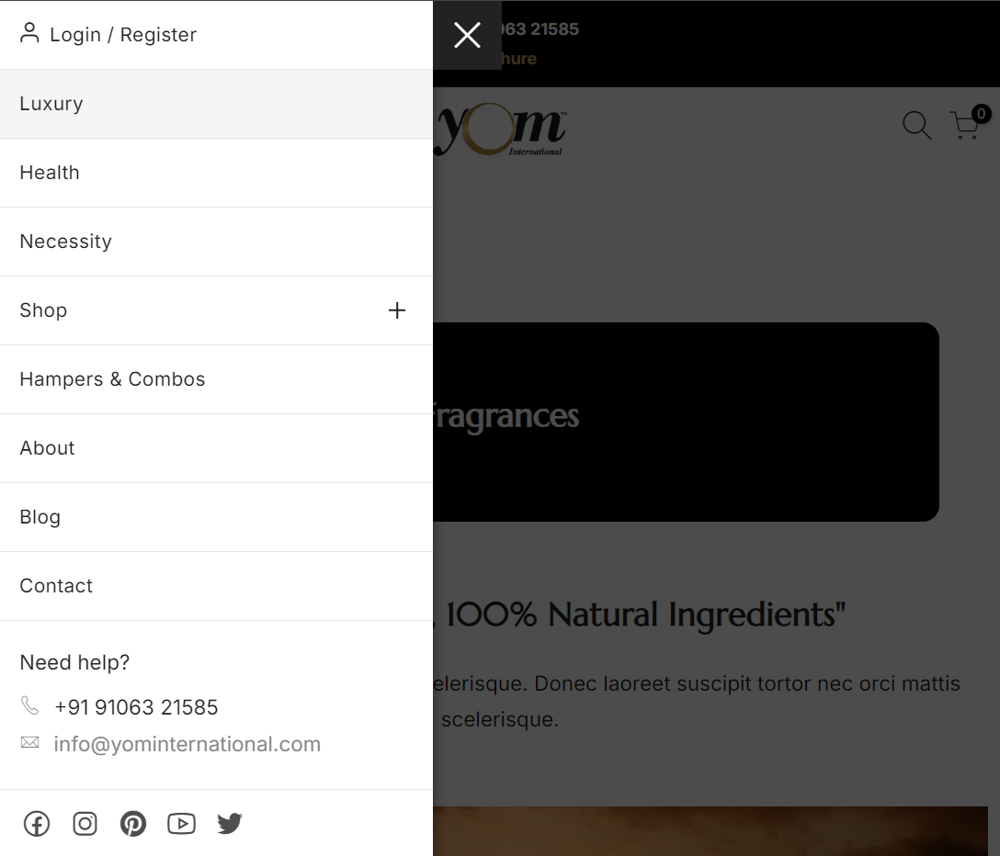 Login / Register
Luxury
Health
Necessity
Shop
Hampers & Combos
About
Blog
Contact
Need help?
+91 91063 21585
info@yominternational.com
063 21585
hure
yom™
International
0
Fragrances
, 100% Natural Ingredients"
elerisque. Donec laoreet suscipit tortor nec orci mattis
scelerisque.